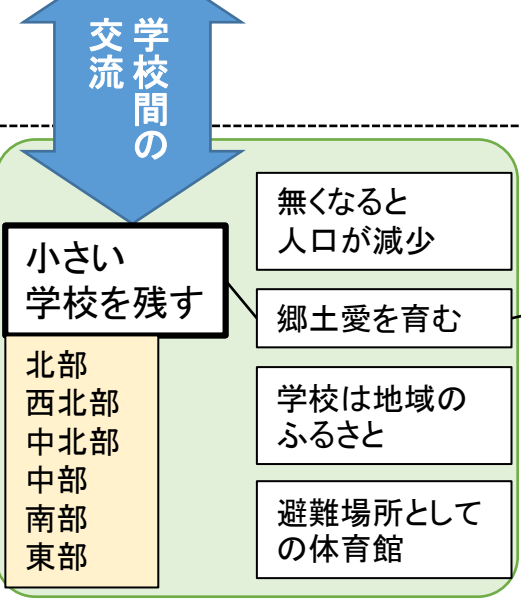 学校間の
交流
小さい
学校を残す
北部
西北部
中北部
中部
南部
東部
無くなると
人口が減少
郷土愛を育む
学校は地域の
ふるさと
避難場所として
の体育館